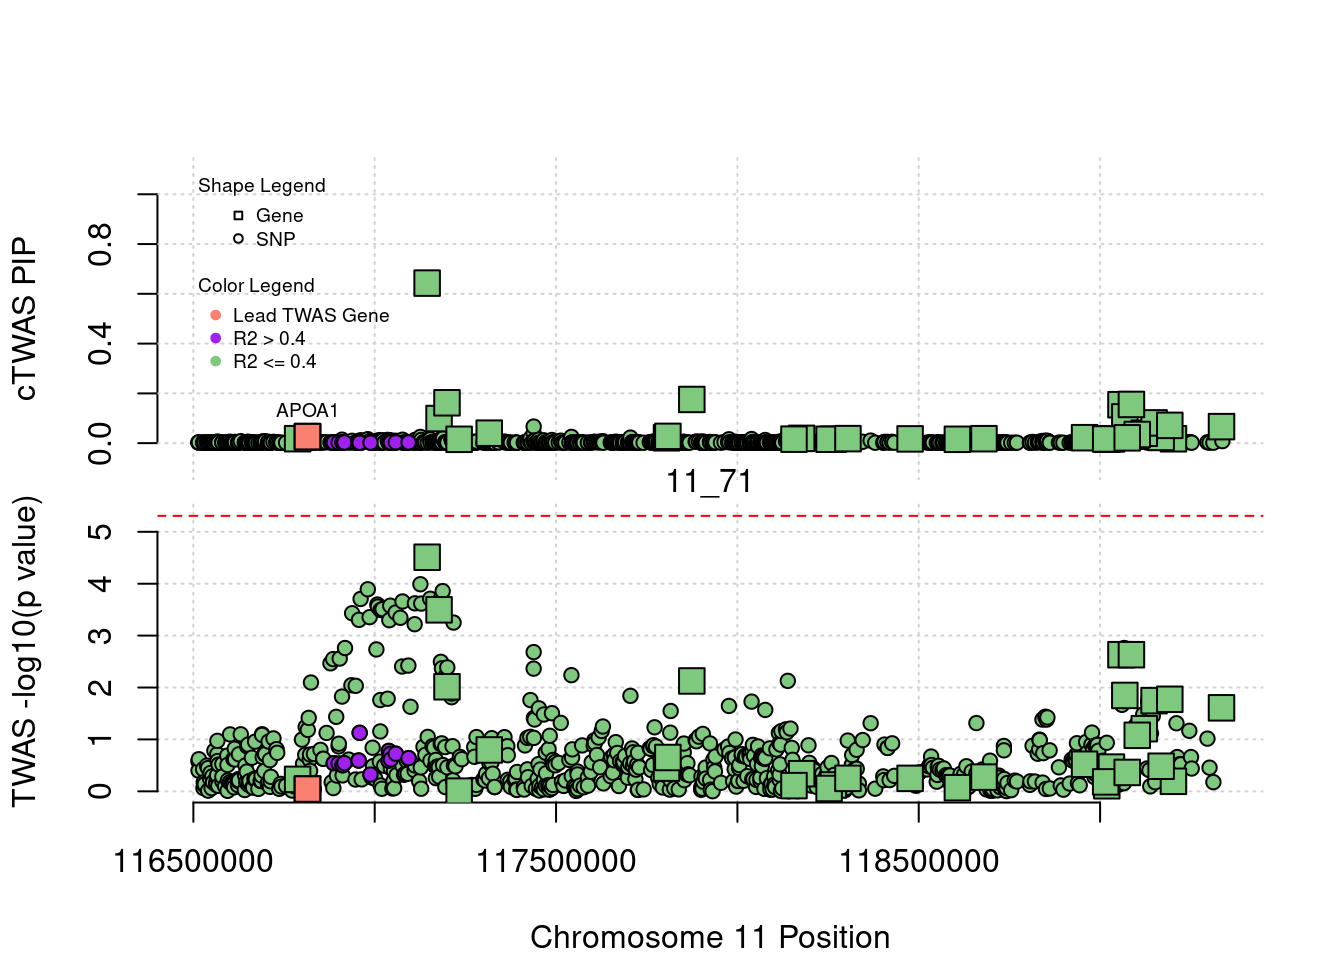 Shape Legend
Gene
SNP
Color Legend
Lead TWAS Gene
R2 > 0.4
R2 <= 0.4
APOA1
cTWAS PIP
0.8
0.4
0.0
11_71
TWAS -log10(p value)
5
4
3
2
1
0
116500000 117500000 118500000
Chromosome 11 Position